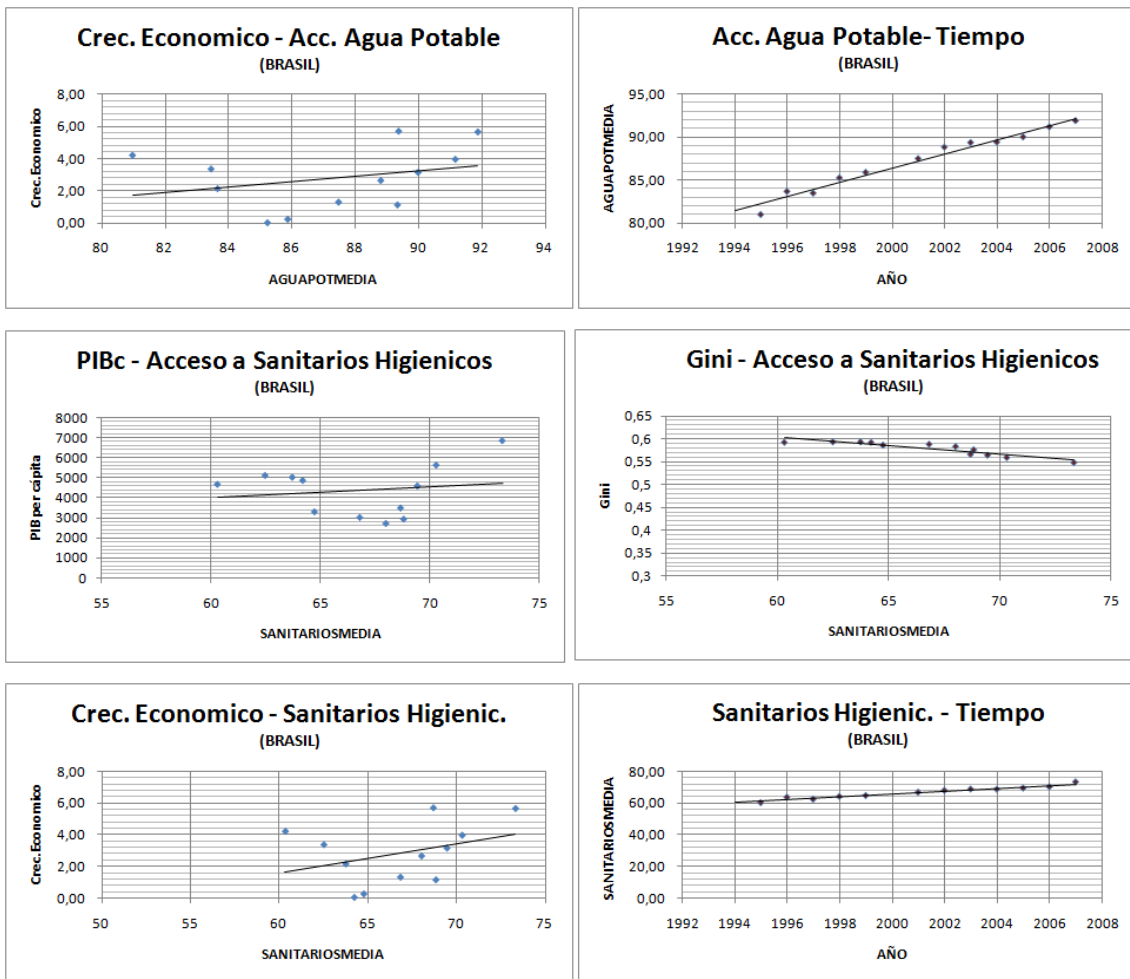 Crec. Economico - Acc. Agua Potable
(BRASIL)
Crec.Economico
8,00
6,00
4,00
2,00
0,00
80 82 84 86 88 90 92 94
AGUAPOTMEDIA
Acc. Agua Potable- Tiempo
(BRASIL)
AGUAPOTMEDIA
95,00
90,00
85,00
80,00
1992 1994 1996 1998 2000 2002 2004 2006 2008
AÑO
PIBc - Acceso a Sanitarios Higienicos
(BRASIL)
PIB per cápita
8000
7000
6000
5000
4000
3000
2000
1000
0
55 60 65 70 75
SANITARIOSMEDIA
Gini - Acceso a Sanitarios Higienicos
(BRASIL)
Gini
0,65
0,6
0,55
0,5
0,45
0,4
0,35
0,3
55 60 65 70 75
SANITARIOSMEDIA
Crec. Economico - Sanitarios Higienic.
(BRASIL)
Crec.Economico
8,00
6,00
4,00
2,00
0,00
50 55 60 65 70 75
SANITARIOSMEDIA
Sanitarios Higienic. - Tiempo
(BRASIL)
SANITARIOSMEDIA
80,00
60,00
40,00
20,00
0,00
1992 1994 1996 1998 2000 2002 2004 2006 2008
AÑO